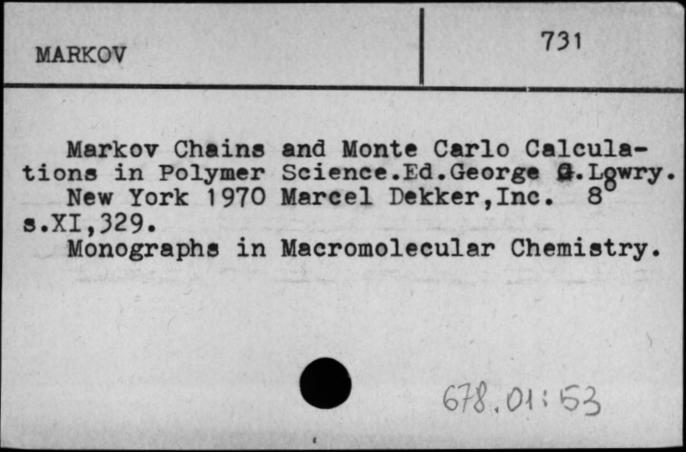 MARKOV
731
Markov Chains and Monte Carlo Calcula-
tions in Polymer Science.Ed.George G.Lowry.
New York 1970 Marcel Dekker,Inc. 8°
s.XI,329.
Monographs in Macromolecular Chemistry.
678.01:53